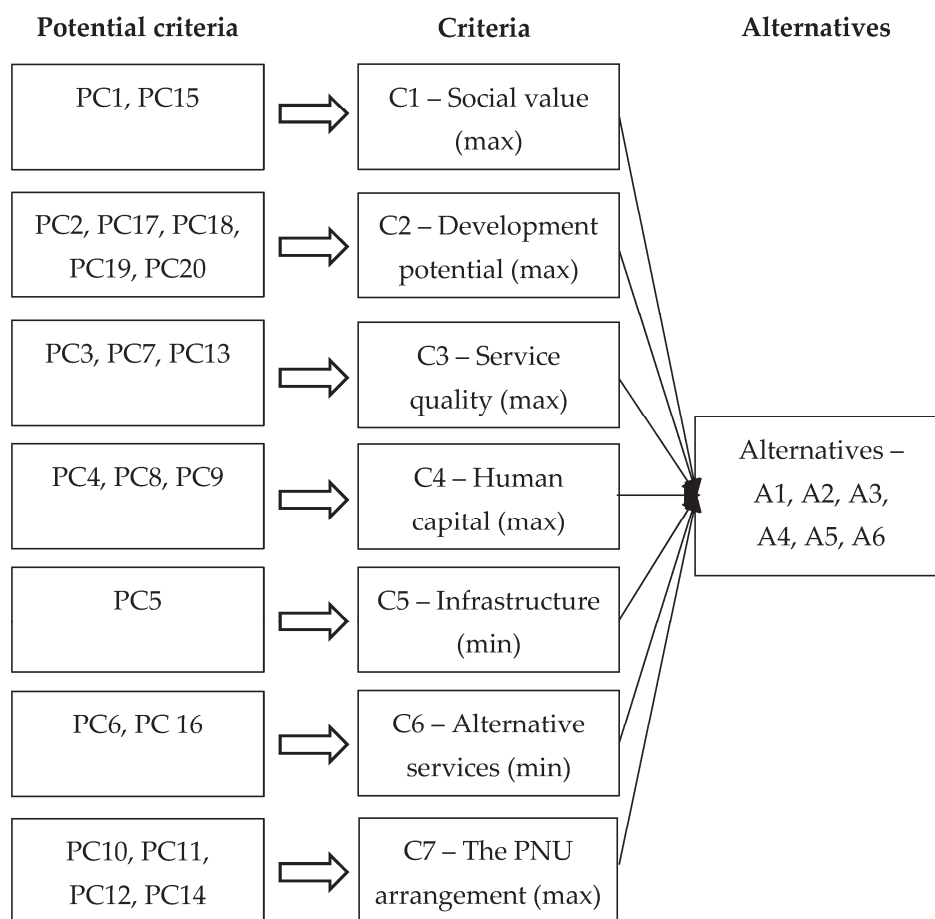 Potential criteria
Criteria
Alternatives
PC1, PC15
C1 – Social value
(max)
PC2, PC17, PC18,
PC19, PC20
C2 – Development
potential (max)
PC3, PC7, PC13
C3 – Service
quality (max)
PC4, PC8, PC9
C4 – Human
capital (max)
PC5
C5 – Infrastructure
(min)
PC6, PC 16
C6 – Alternative
services (min)
PC10, PC11,
PC12, PC14
C7 – The PNU
arrangement (max)
Alternatives –
A1, A2, A3,
A4, A5, A6